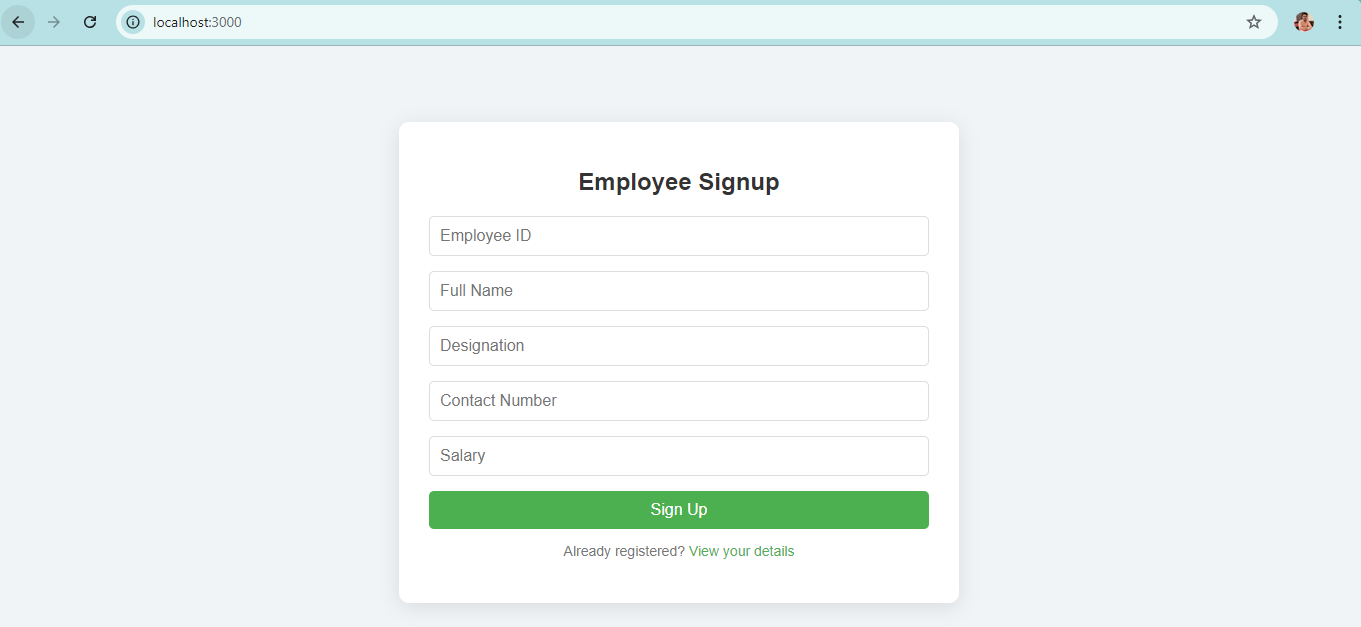 localhost:3000
Employee Signup
Employee ID
Full Name
Designation
Contact Number
Salary
Sign Up
Already registered? View your details